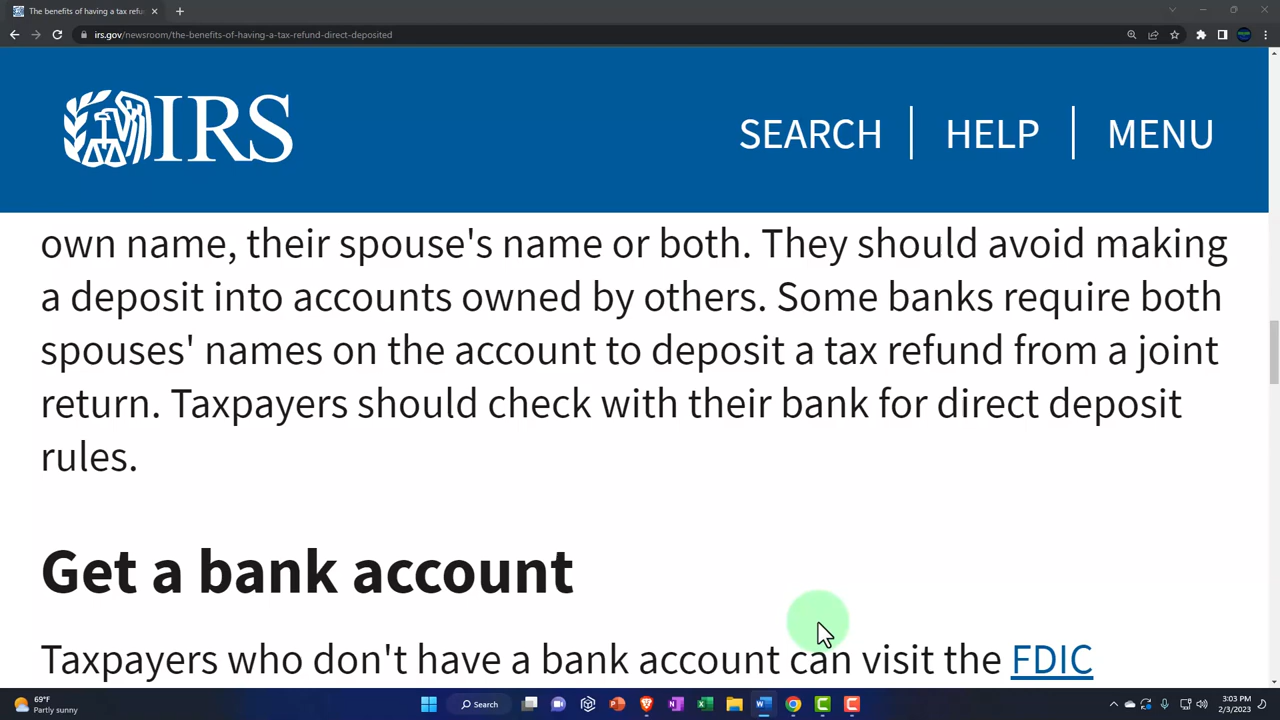 The benefits of having a tax refu
irs.gov/newsroom/the-benefits-of-having-a-tax-refund-direct-deposited
IRS
SEARCH | HELP | MENU
own name, their spouse's name or both. They should avoid making
a deposit into accounts owned by others. Some banks require both
spouses' names on the account to deposit a tax refund from a joint
return. Taxpayers should check with their bank for direct deposit
rules.
Get a bank account
Taxpayers who don't have a bank account can visit the FDIC
69°F
Partly sunny
Search
3:03 PM
2/3/2023